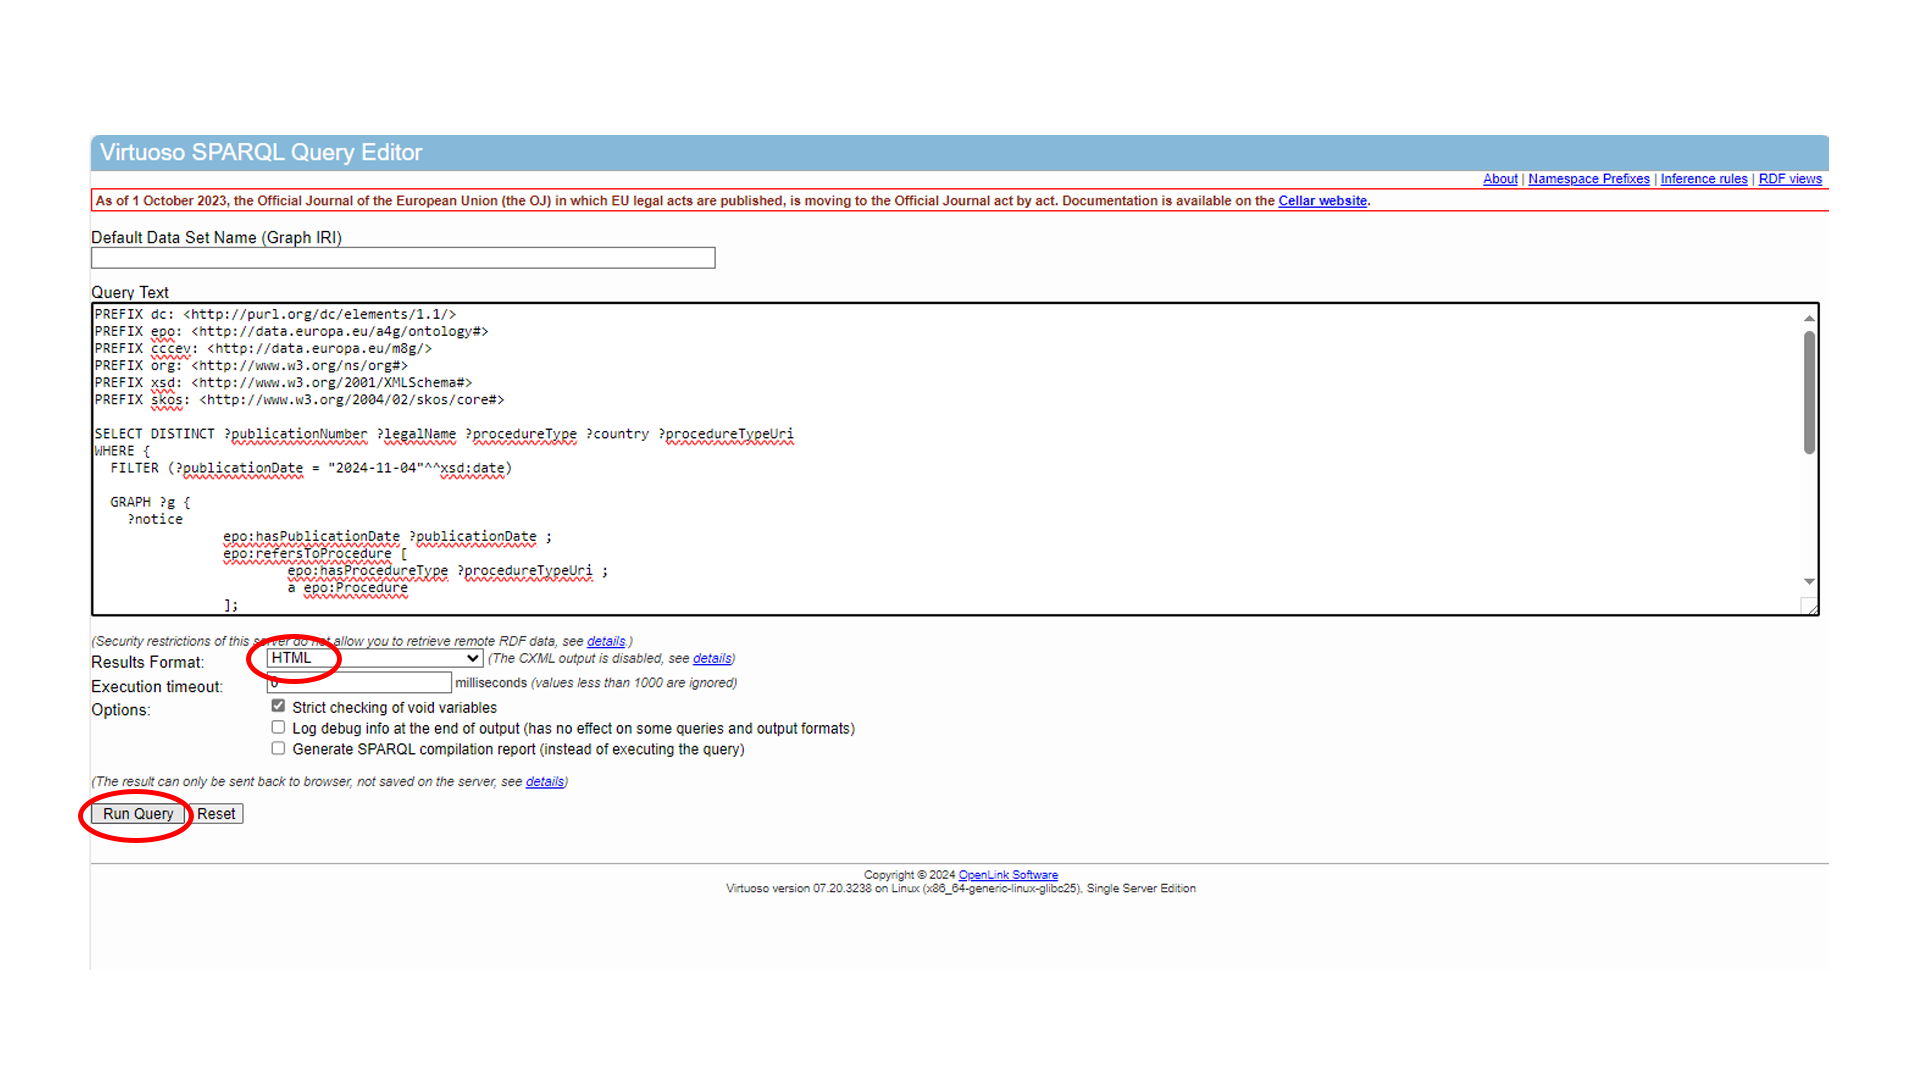 Virtuoso SPARQL Query Editor
About | Namespace Prefixes | Inference rules | RDF views
As of 1 October 2023, the Official Journal of the European Union (the OJ) in which EU legal acts are published, is moving to the Official Journal act by act. Documentation is available on the Cellar website.
Default Data Set Name (Graph IRI)
Query Text
PREFIX dc: <http://purl.org/dc/elements/1.1/>
PREFIX epo: <http://data.europa.eu/a4g/ontology#>
PREFIX cccev: <http://data.europa.eu/m8g/>
PREFIX org: <http://www.w3.org/ns/org#>
PREFIX xsd: <http://www.w3.org/2001/XMLSchema#>
PREFIX skos: <http://www.w3.org/2004/02/skos/core#>
SELECT DISTINCT ?publicationNumber ?legalName ?procedureType ?country ?procedureTypeUri
WHERE {
FILTER (?publicationDate = "2024-11-04"^^xsd:date)
GRAPH ?g {
?notice
epo:hasPublicationDate ?publicationDate ;
epo:refersToProcedure [
epo:hasProcedureType ?procedureTypeUri ;
a epo:Procedure
];
(Security restrictions of this server do not allow you to retrieve remote RDF data, see details.)
Results Format: HTML (The CXML output is disabled, see details)
Execution timeout: 0 milliseconds (values less than 1000 are ignored)
Options: Strict checking of void variables
Log debug info at the end of output (has no effect on some queries and output formats)
Generate SPARQL compilation report (instead of executing the query)
(The result can only be sent back to browser, not saved on the server, see details)
Run Query Reset
Copyright © 2024 OpenLink Software
Virtuoso version 07.20.3238 on Linux (x86_64-generic-linux-glibc25), Single Server Edition